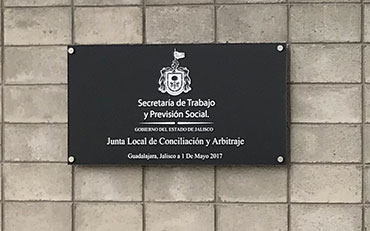 Secretaría de Trabajo
y Previsión Social.
GOBIERNO DEL ESTADO DE JALISCO
Junta Local de Conciliación y Arbitraje
Guadalajara, Jalisco a 1 De Mayo 2017